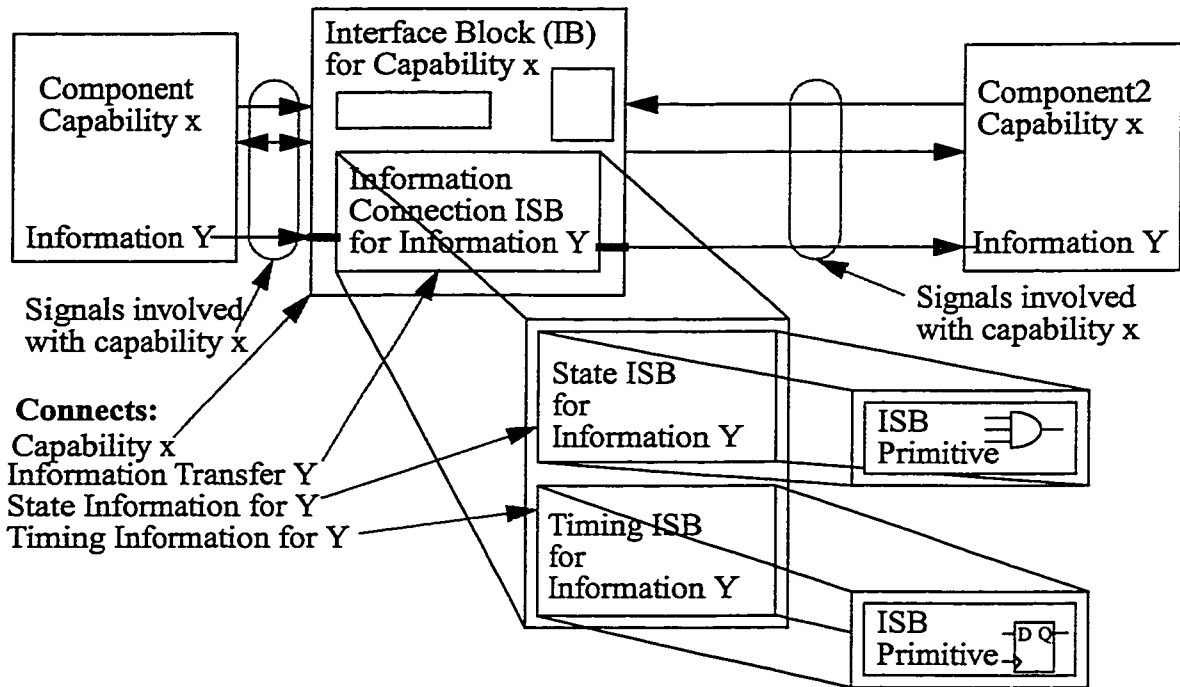 Interface Block (IB)
for Capability x
Component
Capability x
Component2
Capability x
Information
Connection ISB
for Information Y
Information Y
Information Y
Signals involved
with capability x
Signals involved
with capability x
Connects:
Capability x
Information Transfer Y
State Information for Y
Timing Information for Y
State ISB
for
Information Y
ISB
Primitive
Timing ISB
for
Information Y
ISB
Primitive
D Q